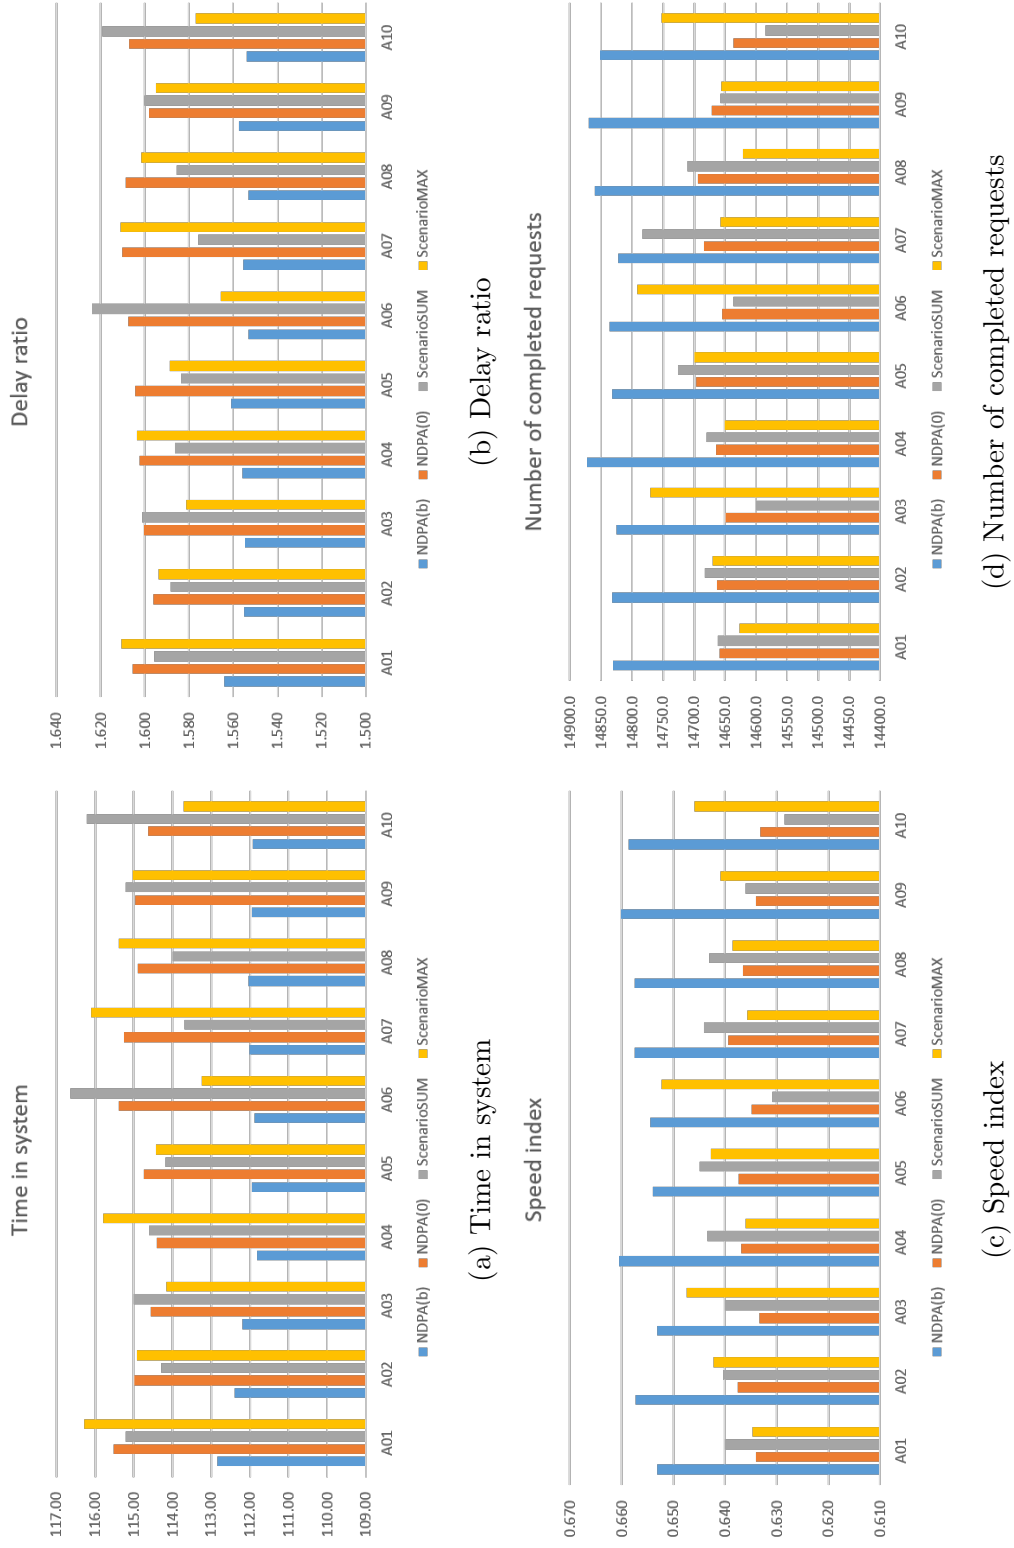 Time in system
117.00
116.00
115.00
114.00
113.00
112.00
111.00
110.00
109.00
A01 A02 A03 A04 A05 A06 A07 A08 A09 A10
NDPA(b) NDPA(0) ScenarioSUM ScenarioMAX
(a) Time in system
Delay ratio
1.640
1.620
1.600
1.580
1.560
1.540
1.520
1.500
A01 A02 A03 A04 A05 A06 A07 A08 A09 A10
NDPA(b) NDPA(0) ScenarioSUM ScenarioMAX
(b) Delay ratio
Speed index
0.670
0.660
0.650
0.640
0.630
0.620
0.610
A01 A02 A03 A04 A05 A06 A07 A08 A09 A10
NDPA(b) NDPA(0) ScenarioSUM ScenarioMAX
(c) Speed index
Number of completed requests
14900.0
14850.0
14800.0
14750.0
14700.0
14650.0
14600.0
14550.0
14500.0
14450.0
14400.0
A01 A02 A03 A04 A05 A06 A07 A08 A09 A10
NDPA(b) NDPA(0) ScenarioSUM ScenarioMAX
(d) Number of completed requests